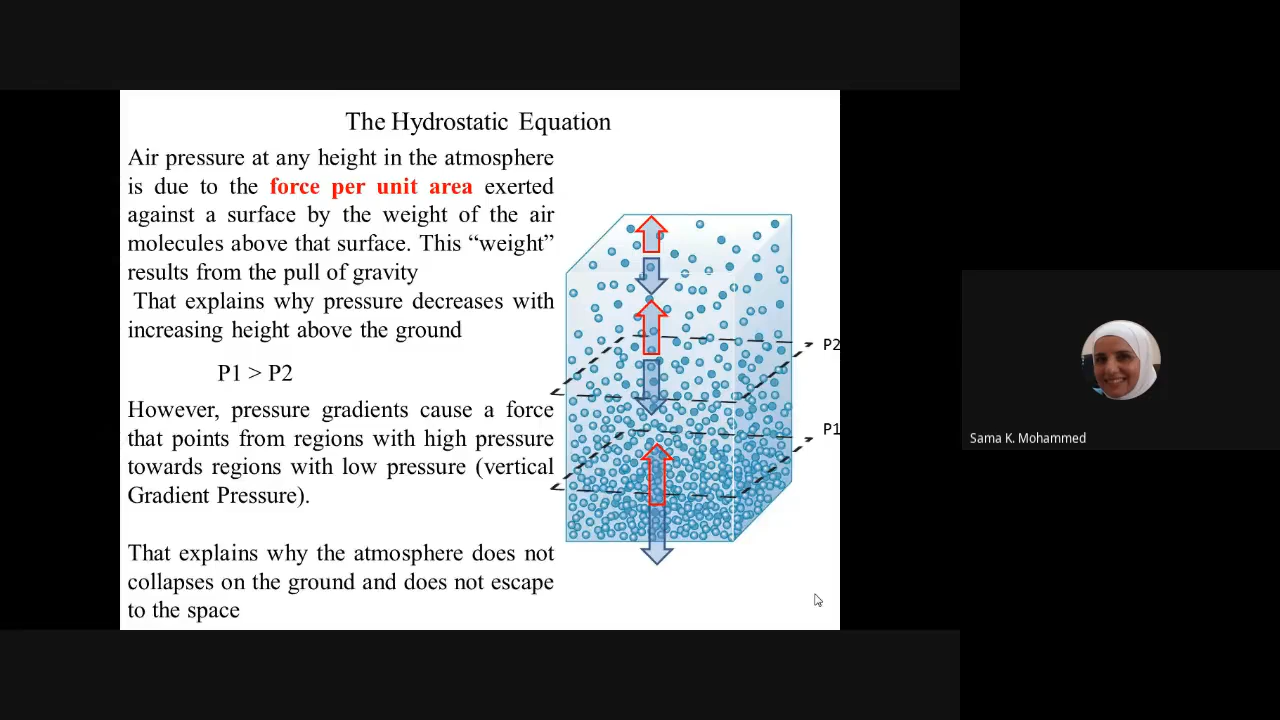 The Hydrostatic Equation
Air pressure at any height in the atmosphere
is due to the force per unit area exerted
against a surface by the weight of the air
molecules above that surface. This “weight”
results from the pull of gravity
That explains why pressure decreases with
increasing height above the ground
P1 > P2
However, pressure gradients cause a force
that points from regions with high pressure
towards regions with low pressure (vertical
Gradient Pressure).
That explains why the atmosphere does not
collapses on the ground and does not escape
to the space
P2
P1
Sama K. Mohammed